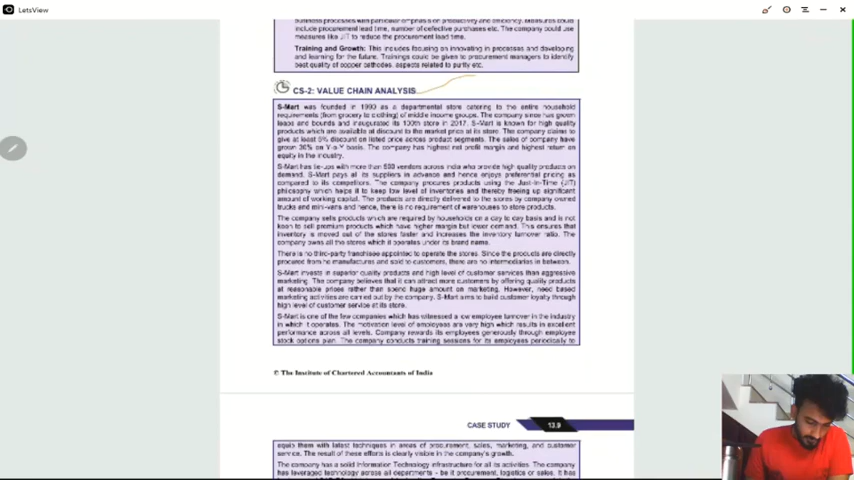 LetsView
business processes with particular emphasis on productivity and efficiency. Measures could
include procurement lead time, number of defective purchases etc. The company could use
measures like JIT to reduce the procurement lead time.
Training and Growth: This includes focusing on innovating in processes and developing
and learning for the future. Trainings could be given to procurement managers to identify
best quality of copper cathodes, aspects related to purity etc.
CS-2: VALUE CHAIN ANALYSIS
S-Mart was founded in 1990 as a departmental store catering to the entire household
requirements (from grocery to clothing) of middle income groups. The company since has grown
leaps and bounds and inaugurated its 100th store in 2017. S-Mart is known for high quality
products which are available at discount to the market price at its store. The company claims to
give at least 5% discount on listed price across product segments. The sales of company have
grown on Y-o-Y basis. The company has highest net profit margin and highest return on
equity in the industry.
S-Mart has tie-ups with more than vendors across India who provide high quality products on
demand. S-Mart pays all its suppliers in advance and hence enjoys preferential pricing as
compared to its competitors. The company procures products using the Just-In-Time (JIT)
philosophy which helps it to keep low level of inventories and thereby freeing up significant
amount of working capital. The products are directly delivered to the stores by company owned
trucks and mini-vans and hence, there is no requirement of warehouses to store products.
The company sells products which are required by households on a day to day basis and is not
keen to sell premium products which have higher margin but lower demand. This ensures that
inventory is moved out of the stores faster and increases the inventory turnover ratio. The
company owns all the stores which it operates under its brand name.
There is no third-party franchisee appointed to operate the stores. Since the products are directly
procured from the manufactures and sold to customers, there are no intermediaries in between.
S-Mart invests in superior quality products and high level of customer services than aggressive
marketing. The company believes that it can attract more customers by offering quality products
at reasonable prices rather than spend huge amount on marketing. However, need based
marketing activities are carried out by the company. S-Mart aims to build customer loyalty through
high level of customer service at its store.
S-Mart is one of the few companies which has witnessed a low employee turnover in the industry
in which it operates. The motivation level of employees are very high which results in excellent
performance across all levels. Company rewards its employees generously through employee
stock options plan. The company conducts training sessions for its employees periodically to
© The Institute of Chartered Accountants of India
CASE STUDY 13.9
equip them with latest techniques in areas of procurement, sales, marketing, and customer
service. The result of these efforts is clearly visible in the company's growth.
The company has a solid Information Technology infrastructure for all its activities. The company
has leveraged technology across all departments - be it procurement, logistics or sales. It has